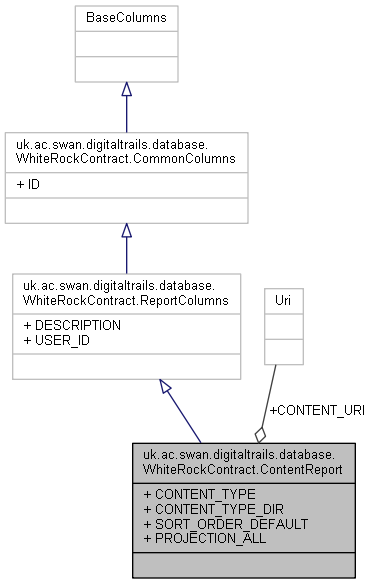 BaseColumns
uk.ac.swan.digitaltrails.database.
WhiteRockContract.CommonColumns
+ ID
uk.ac.swan.digitaltrails.database.
WhiteRockContract.ReportColumns
+ DESCRIPTION
+ USER_ID
Uri
+CONTENT_URI
uk.ac.swan.digitaltrails.database.
WhiteRockContract.ContentReport
+ CONTENT_TYPE
+ CONTENT_TYPE_DIR
+ SORT_ORDER_DEFAULT
+ PROJECTION_ALL